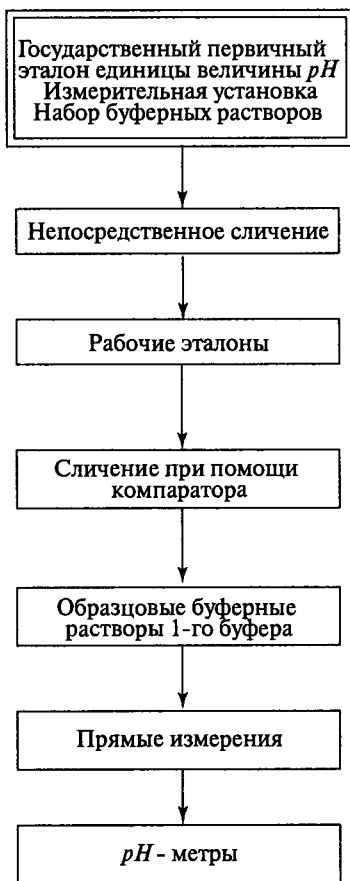 Государственный первичный
эталон единицы величины pH
Измерительная установка
Набор буферных растворов
Непосредственное сличение
Рабочие эталоны
Сличение при помощи
компаратора
Образцовые буферные
растворы 1-го буфера
Прямые измерения
pH - метры